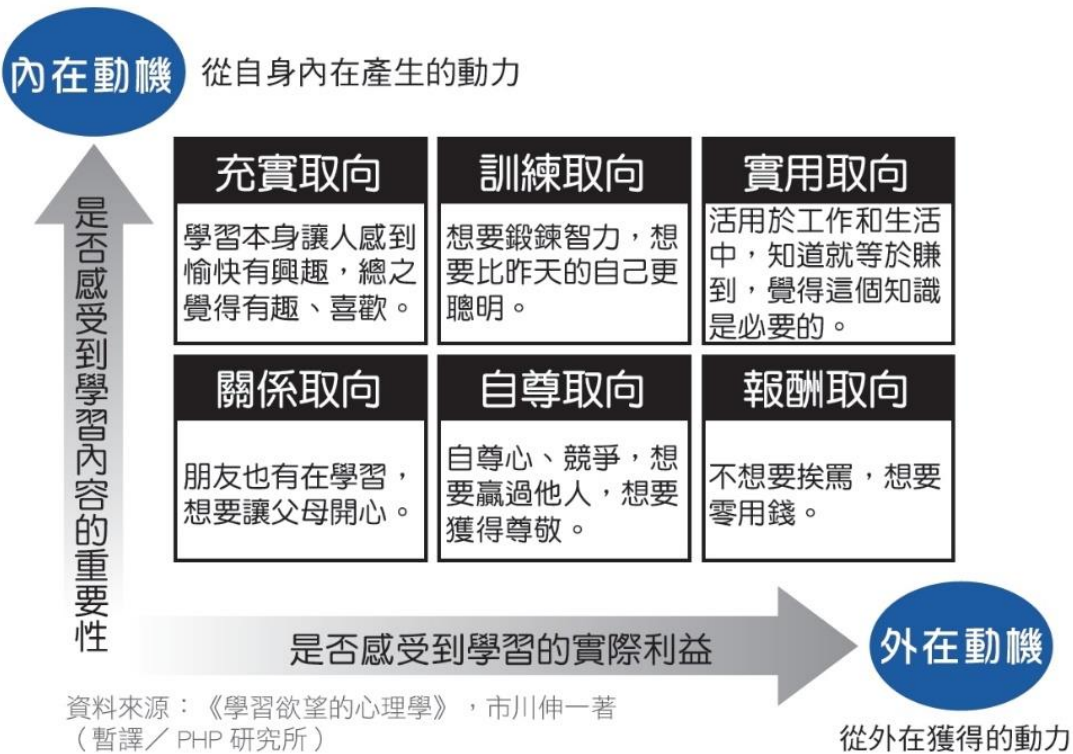 內在動機
從自身內在產生的動力
是否感受到學習內容的重要性
充實取向
學習本身讓人感到
愉快有興趣，總之
覺得有趣、喜歡。
訓練取向
想要鍛鍊智力，想
要比昨天的自己更
聰明。
實用取向
活用於工作和生活
中，知道就等於賺
到，覺得這個知識
是必要的。
關係取向
朋友也有在學習，
想要讓父母開心。
自尊取向
自尊心、競爭，想
要贏過他人，想要
獲得尊敬。
報酬取向
不想要挨罵，想要
零用錢。
是否感受到學習的實際利益
外在動機
從外在獲得的動力
資料來源：《學習欲望的心理學》，市川伸一著
（暫譯／PHP 研究所）